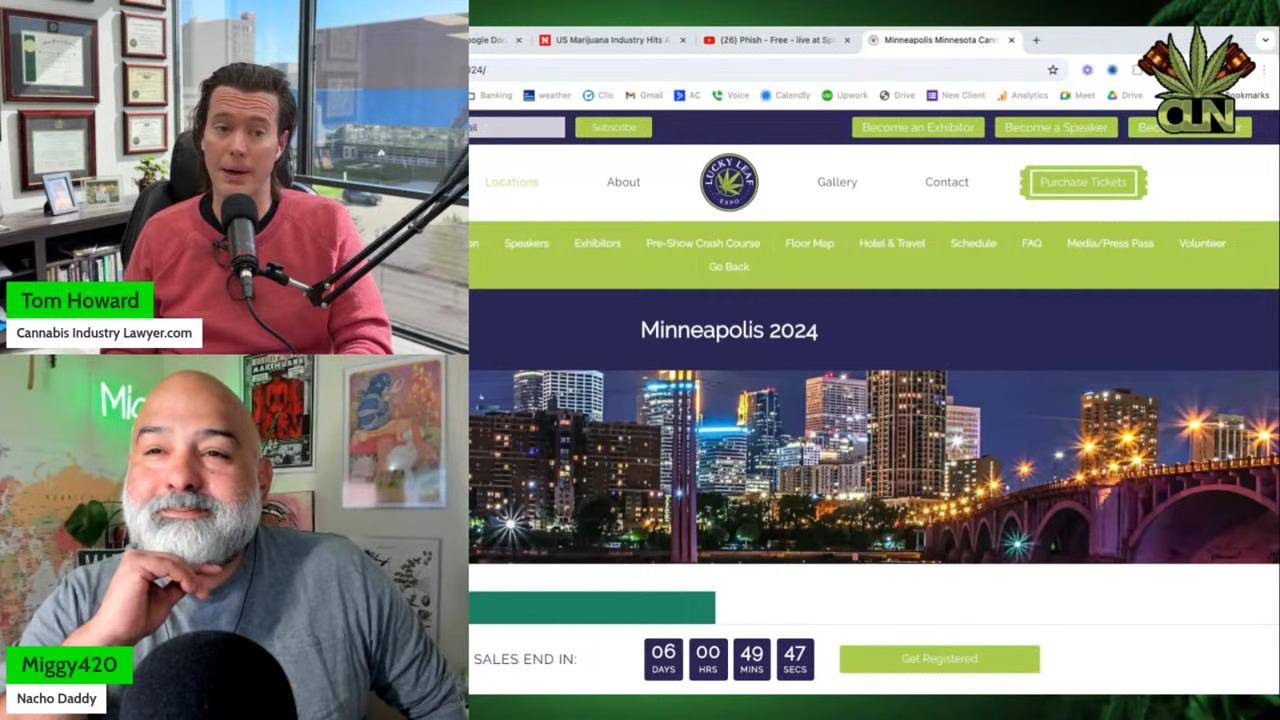 Tom Howard
Cannabis Industry Lawyer.com
Mig
MARIHUANA
Miggy420
Nacho Daddy
US Marijuana Industry Hits
(26) Phish - Free - live at Sp
Minneapolis Minnesota Can
024/
Banking
weather
Clio
Gmail
AC
Voice
Calendly
Upwork
Drive
New Client
Analytics
Meet
Drive
Bookmarks
CLN
Subscribe
Become an Exhibitor
Become a Speaker
Locations
About
LUCKY LEAF
EXPO
Gallery
Contact
Purchase Tickets
Speakers
Exhibitors
Pre-Show Crash Course
Floor Map
Hotel & Travel
Schedule
FAQ
Media/Press Pass
Volunteer
Go Back
Minneapolis 2024
SALES END IN:
06
DAYS
00
HRS
49
MINS
47
SECS
Get Registered